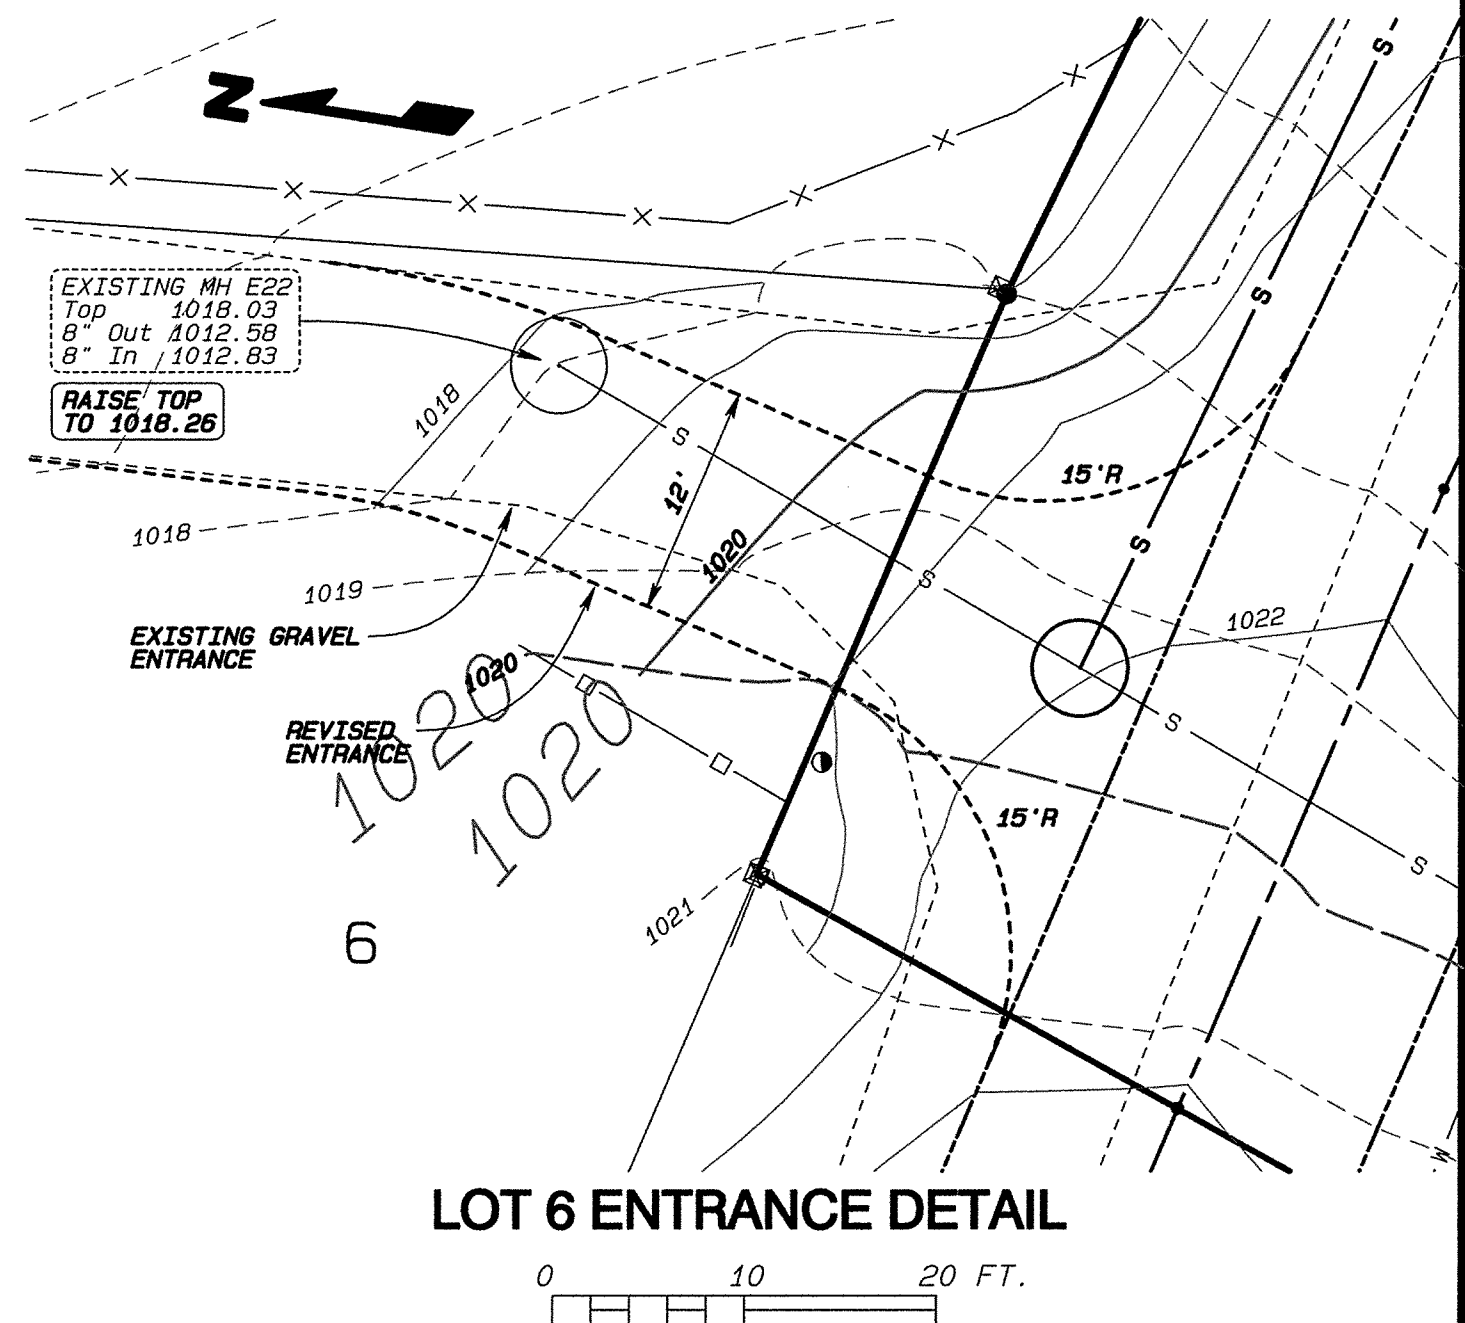 S
N
S
EXISTING MH E22
Top 1018.03
8" Out 1012.58
8" In 1012.83
RAISE TOP
TO 1018.26
1018
S
12'
15'R
1018
1020
S
1019
S
1022
EXISTING GRAVEL
ENTRANCE
1020
1020
1020
S
REVISED
ENTRANCE
15'R
S
1021
6
M
LOT 6 ENTRANCE DETAIL
0 10 20 FT.